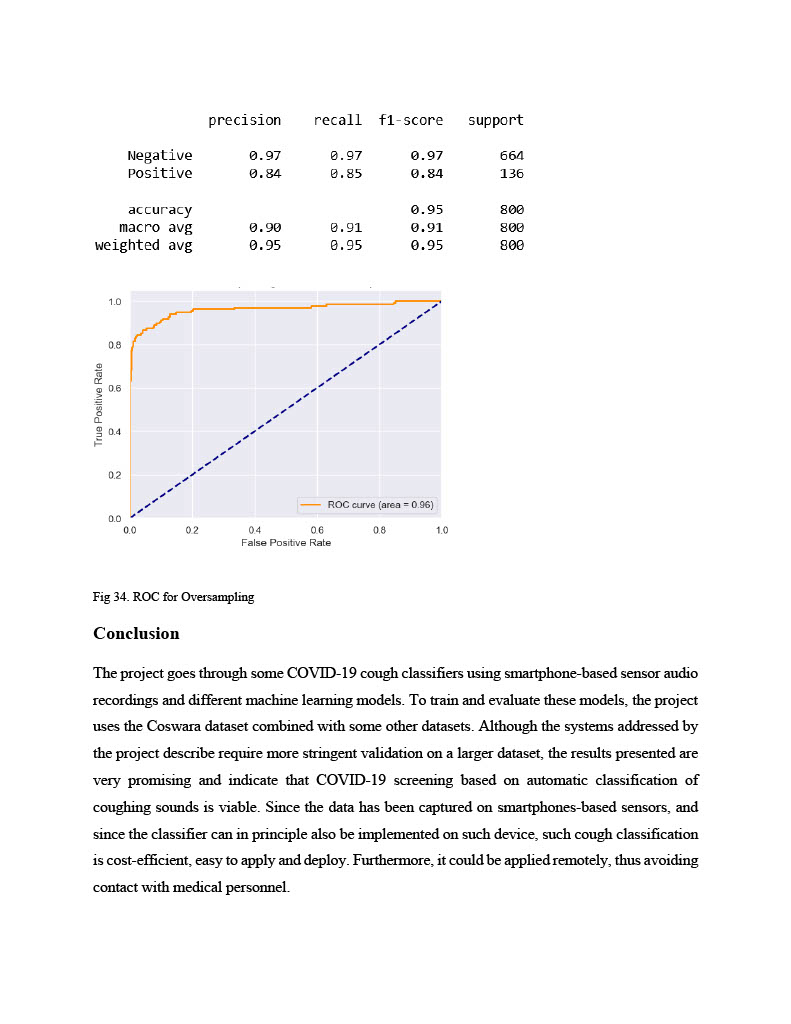 precision recall f1-score support
Negative 0.97 0.97 0.97 664
Positive 0.84 0.85 0.84 136
accuracy 0.95 800
macro avg 0.90 0.91 0.91 800
weighted avg 0.95 0.95 0.95 800
1.0
0.8
0.6
0.4
0.2
0.0
True Positive Rate
ROC curve (area = 0.96)
0.0 0.2 0.4 0.6 0.8 1.0
False Positive Rate
Fig 34. ROC for Oversampling
Conclusion
The project goes through some COVID-19 cough classifiers using smartphone-based sensor audio
recordings and different machine learning models. To train and evaluate these models, the project
uses the Coswara dataset combined with some other datasets. Although the systems addressed by
the project describe require more stringent validation on a larger dataset, the results presented are
very promising and indicate that COVID-19 screening based on automatic classification of
coughing sounds is viable. Since the data has been captured on smartphones-based sensors, and
since the classifier can in principle also be implemented on such device, such cough classification
is cost-efficient, easy to apply and deploy. Furthermore, it could be applied remotely, thus avoiding
contact with medical personnel.